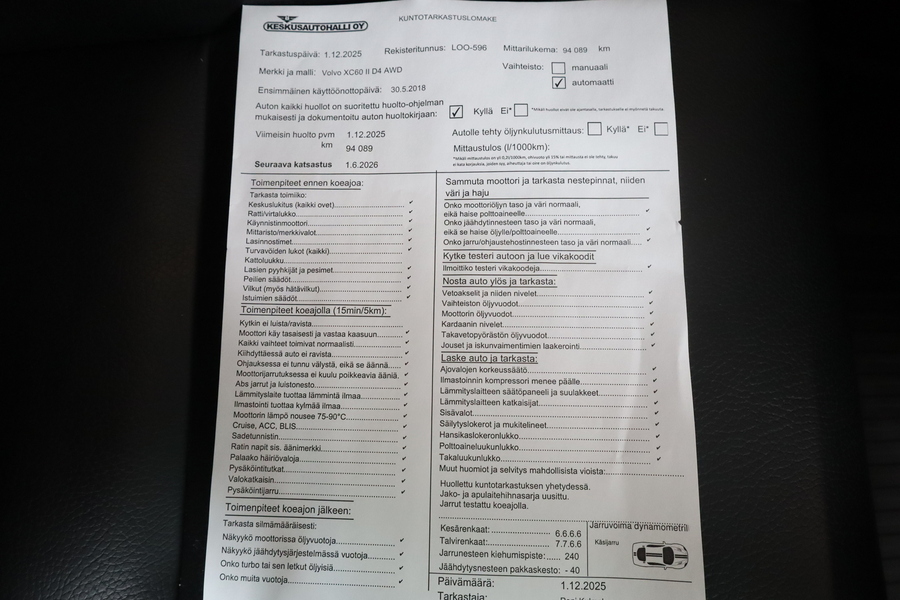 KESKUSAUTOHALLI OY
KUNTOTARKASTUSLOMAKE
Tarkastuspäivä: 1.12.2025
Rekisteritunnus: LOO-596
Mittarilukema: 94 089 km
Merkki ja malli: Volvo XC60 II D4 AWD
Vaihteisto: manuaali
automaatti
Ensimmäinen käyttöönottopäivä: 30.5.2018
Auton kaikki huollot on suoritettu huolto-ohjelman
mukaisesti ja dokumentoitu auton huoltokirjaan:
Kyllä Ei*
Viimeisin huolto pvm 1.12.2025
km 94 089
Seuraava katsastus 1.6.2026
Autolle tehty öljynkulutusmittaus: Kyllä* Ei*
Mittaustulos (l/1000km):
Toimenpiteet ennen koeajoa:
Tarkasta toimiiko:
Keskuslukitus (kaikki ovet)
Ratti/virtalukko
Käynnistinmoottori
Mittaristo/merkkivalot
Lasinnostimet
Turvavöiden lukot (kaikki)
Kattoluukku
Lasien pyyhkijät ja pesimet
Peilien säädöt
Vilkut (myös hätävilkut)
Istuimien säädöt
Toimenpiteet koeajolla (15min/5km):
Kytkin ei luista/ravista
Moottori käy tasaisesti ja vastaa kaasuun
Kaikki vaihteet toimivat normaalisti
Kiihdyttäessä auto ei ravista
Ohjauksessa ei tunnu välystä, eikä se äännä
Moottorijarrutuksessa ei kuulu poikkeavia ääniä.
Abs jarrut ja luistonesto
Lämmityslaite tuottaa lämmintä ilmaa
Ilmastointi tuottaa kylmää ilmaa
Moottorin lämpö nousee 75-90°C
Cruise, ACC, BLIS
Sadetunnistin
Ratin napit sis. äänimerkki
Palaako häiriövaloja
Pysäköintitutkat
Valokatkaisin
Pysäköintijarru
Toimenpiteet koeajon jälkeen:
Tarkasta silmämääräisesti:
Näkyykö moottorissa öljyvuotoja
Näkyykö jäähdytysjärjestelmässä vuotoja
Onko turbo tai sen letkut öljyisiä
Onko muita vuotoja
Sammuta moottori ja tarkasta nestepinnat, niiden
väri ja haju
Onko moottoriöljyn taso ja väri normaali,
eikä haise polttoaineelle
Onko jäähdytinnesteen taso ja väri normaali,
eikä se haise öljylle/polttoaineelle
Onko jarru/ohjaustehostinnesteen taso ja väri normaali
Kytke testeri autoon ja lue vikakoodit
Ilmoittiko testeri vikakoodeja
Nosta auto ylös ja tarkasta:
Vetoakselit ja niiden nivelet
Vaihteiston öljyvuodot
Moottorin öljyvuodot
Kardaanin nivelet
Takavetopyörästön öljyvuodot
Jouset ja iskunvaimentimien laakerointi
Laske auto ja tarkasta:
Ajovalojen korkeussäätö
Ilmastoinnin kompressori menee päälle
Lämmityslaitteen säätöpaneeli ja suulakkeet
Lämmityslaitteen katkaisijat
Sisävalot
Säilytyslokerot ja mukitelineet
Hansikaslokeronlukko
Polttoaineluukunlukko
Takaluukunlukko
Muut huomiot ja selvitys mahdollisista vioista:
Huollettu kuntotarkastuksen yhetydessä.
Jako- ja apulaitehihnasarja uusittu.
Jarrut testattu koeajolla.
Kesärenkaat: 6.6.6.6
Talvirenkaat: 7.7.6.6
Jarrunesteen kiehumispiste: 240
Jäähdytysnesteen pakkaskesto: - 40
Jarruvoima dynamometril
Käsijarru
Päivämäärä: 1.12.2025
Tarkastaja: